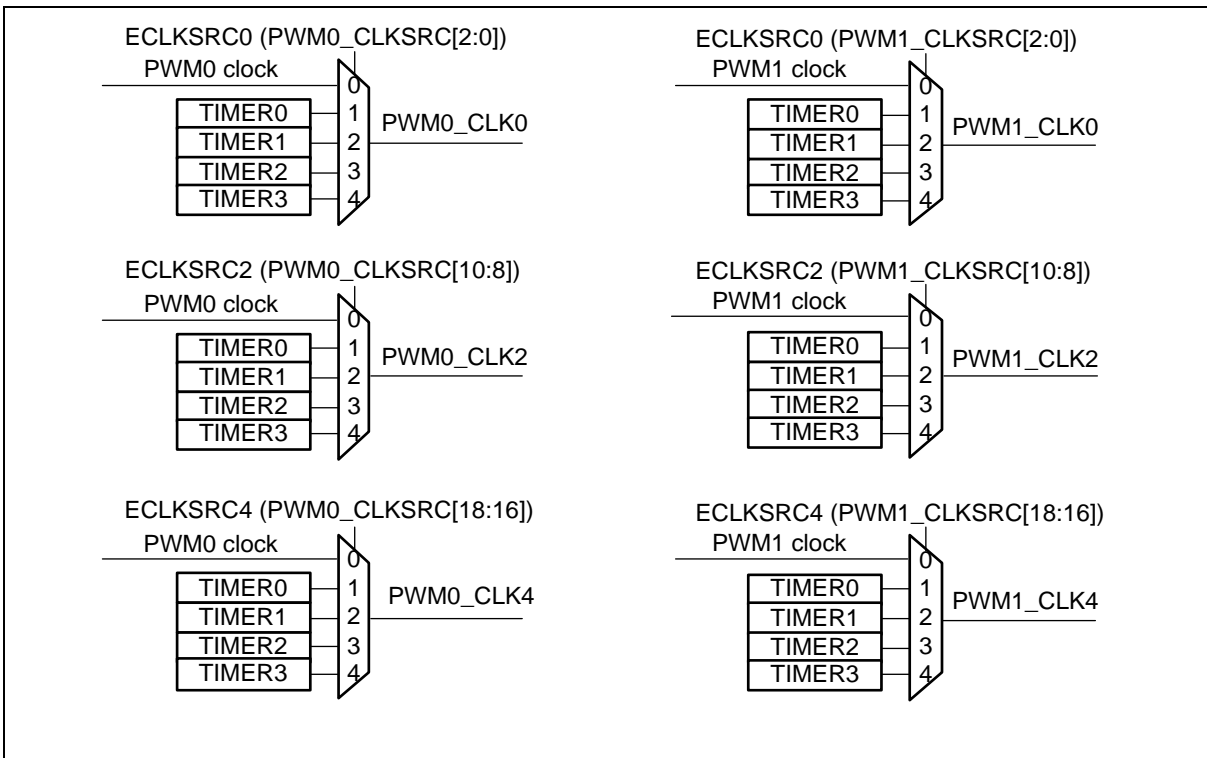 ECLKSRC0 (PWM0_CLKSRC[2:0])
PWM0 clock
0
TIMER0 1
TIMER1 2
TIMER2 3
TIMER3 4
PWM0_CLK0
ECLKSRC0 (PWM1_CLKSRC[2:0])
PWM1 clock
0
TIMER0 1
TIMER1 2
TIMER2 3
TIMER3 4
PWM1_CLK0
ECLKSRC2 (PWM0_CLKSRC[10:8])
PWM0 clock
0
TIMER0 1
TIMER1 2
TIMER2 3
TIMER3 4
PWM0_CLK2
ECLKSRC2 (PWM1_CLKSRC[10:8])
PWM1 clock
0
TIMER0 1
TIMER1 2
TIMER2 3
TIMER3 4
PWM1_CLK2
ECLKSRC4 (PWM0_CLKSRC[18:16])
PWM0 clock
0
TIMER0 1
TIMER1 2
TIMER2 3
TIMER3 4
PWM0_CLK4
ECLKSRC4 (PWM1_CLKSRC[18:16])
PWM1 clock
0
TIMER0 1
TIMER1 2
TIMER2 3
TIMER3 4
PWM1_CLK4